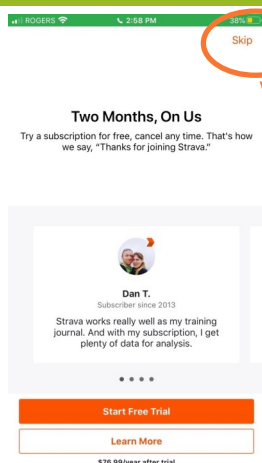 ROGERS 2:58 PM 38%
Skip
Two Months, On Us
Try a subscription for free, cancel any time. That's how
we say, “Thanks for joining Strava.”
Dan T.
Subscriber since 2013
Strava works really well as my training
journal. And with my subscription, I get
plenty of data for analysis.
Start Free Trial
Learn More
$76.99/year after trial